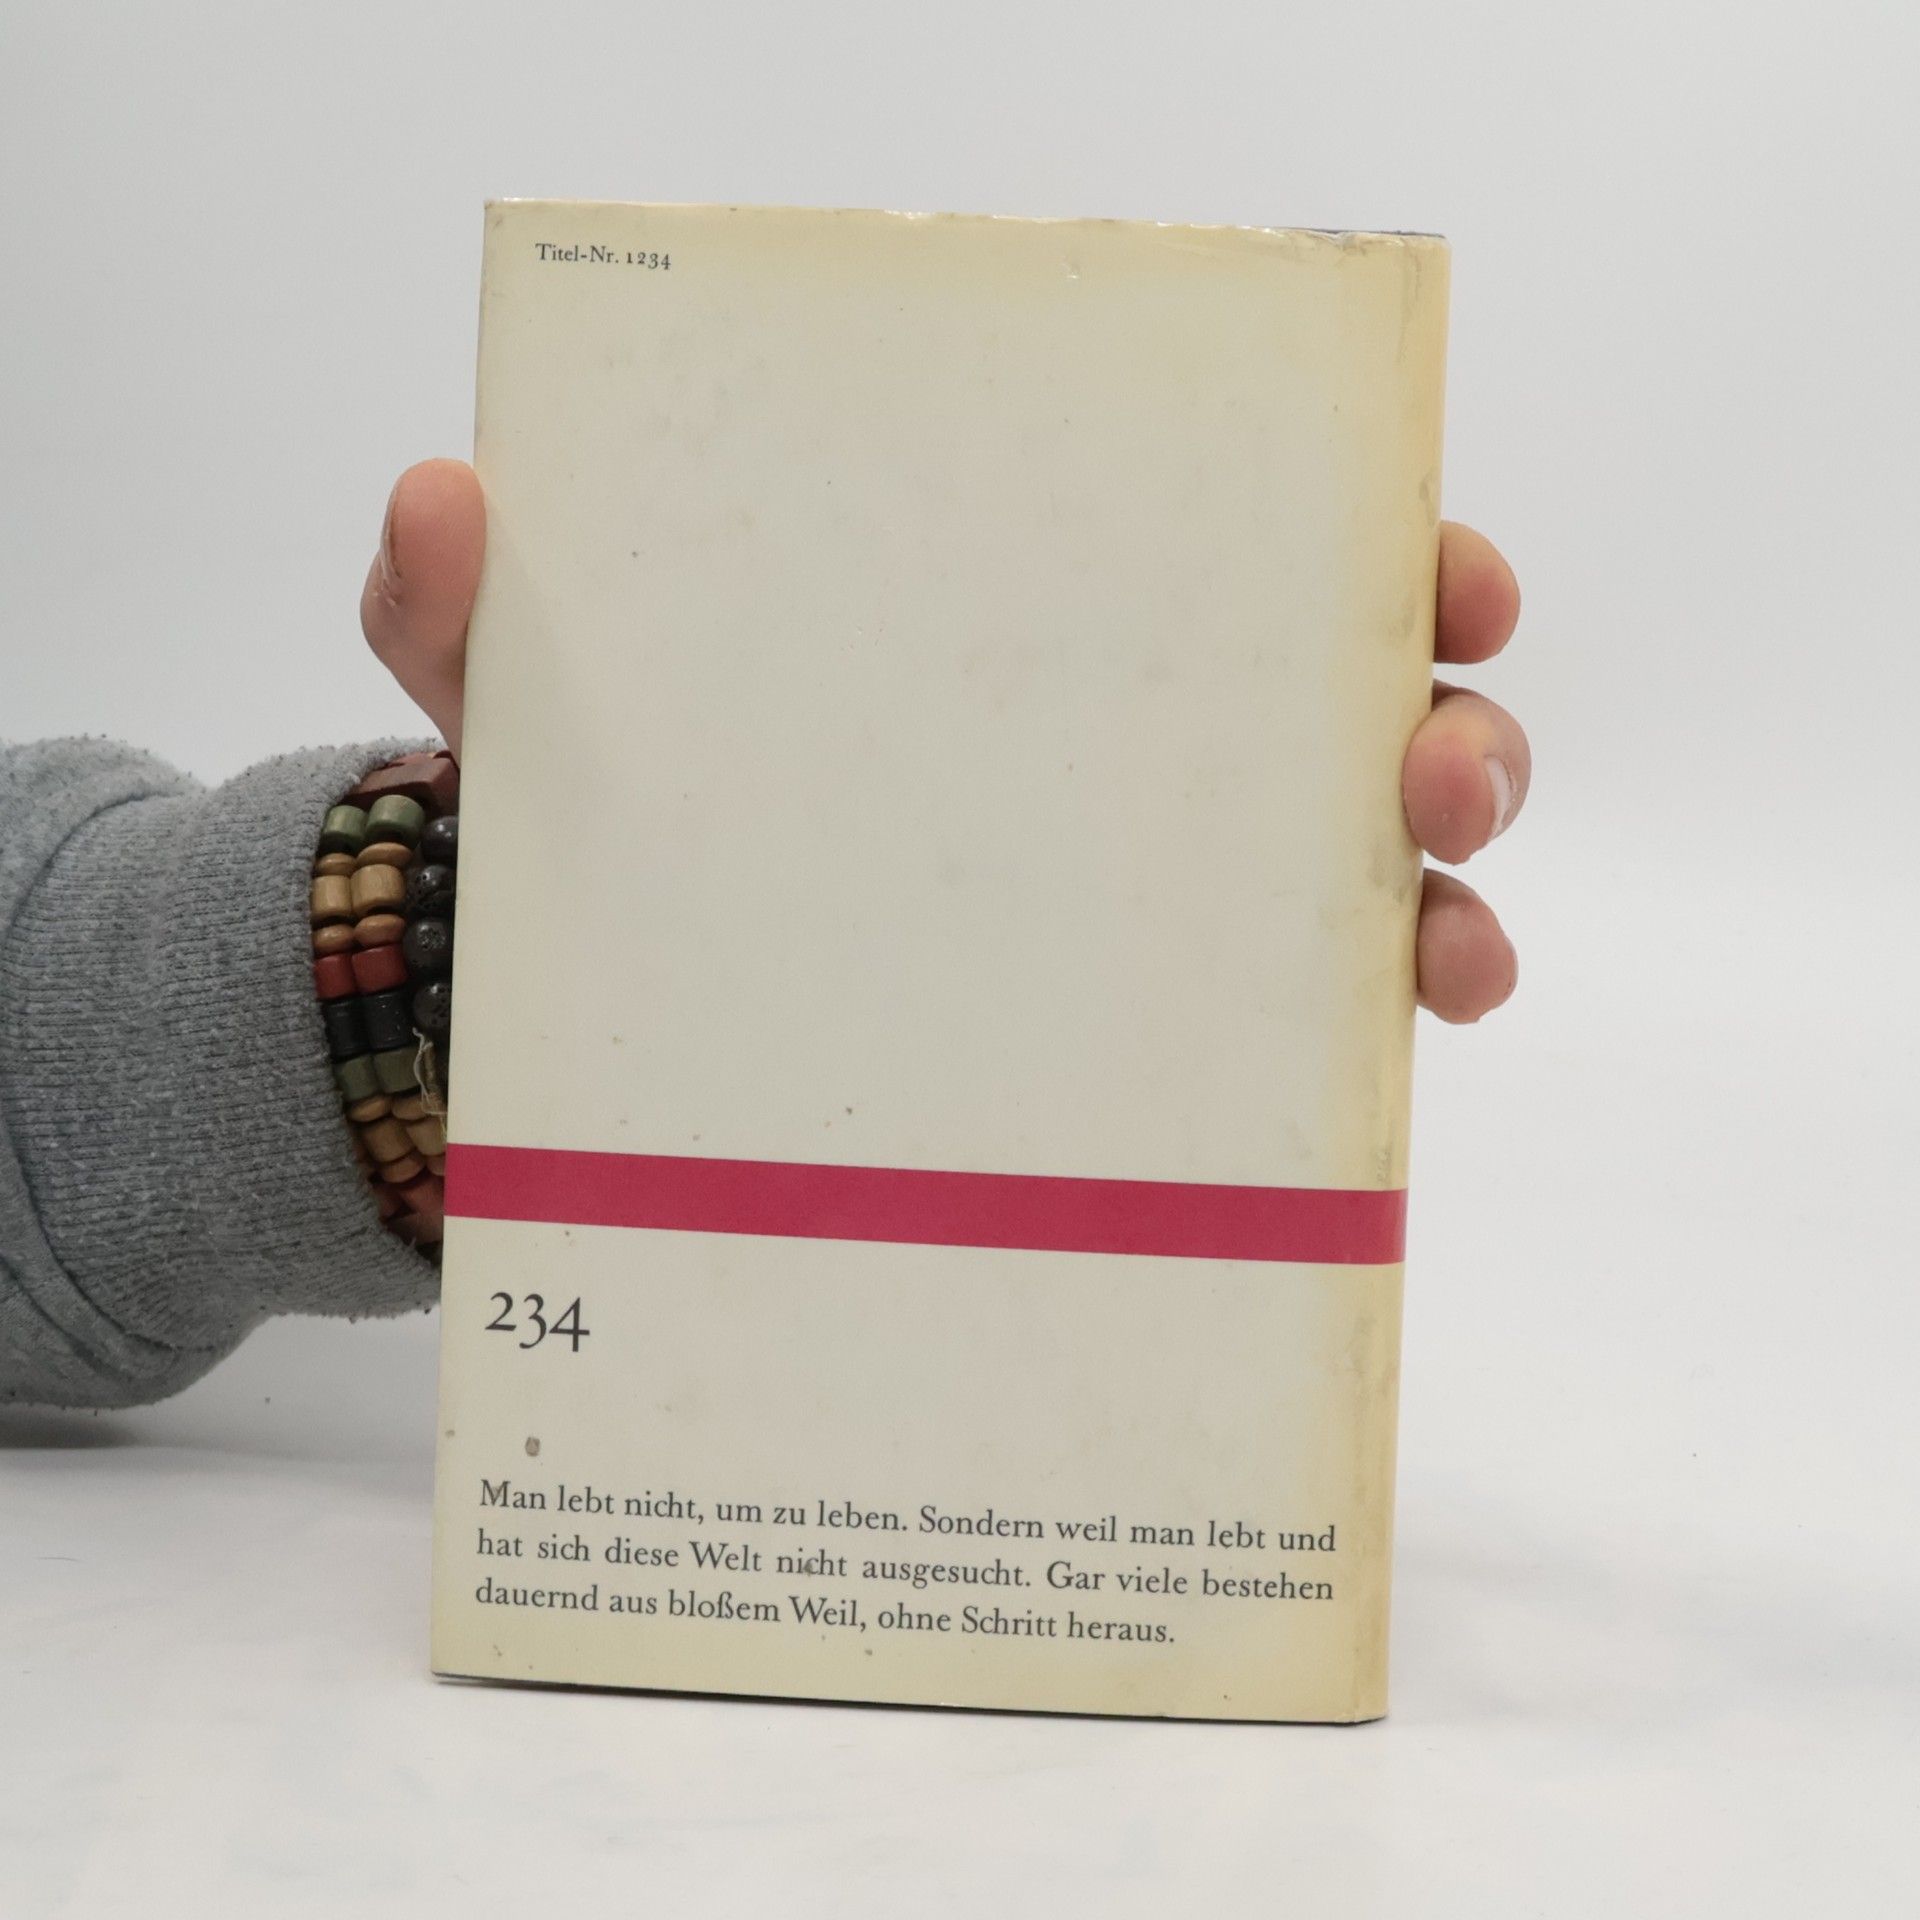 Titel-Nr. 1234
234
Man lebt nicht, um zu leben. Sondern weil man lebt und
hat sich diese Welt nicht ausgesucht. Gar viele bestehen
dauernd aus bloßem Weil, ohne Schritt heraus.